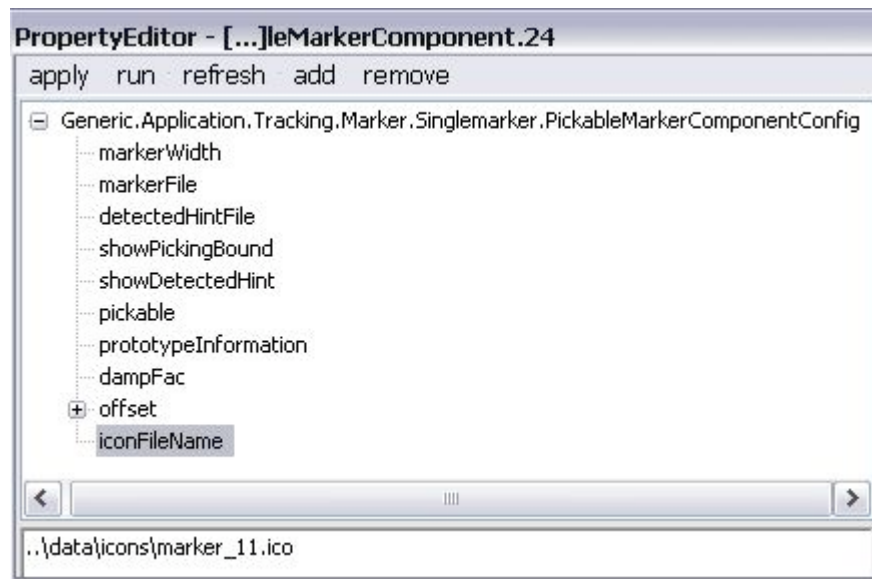 PropertyEditor - [...]leMarkerComponent.24
apply run refresh add remove
Generic.Application.Tracking.Marker.Singlemarker.PickableMarkerComponentConfig
markerWidth
markerFile
detectedHintFile
showPickingBound
showDetectedHint
pickable
prototypeInformation
dampFac
offset
iconFileName
..\data\icons\marker_11.ico